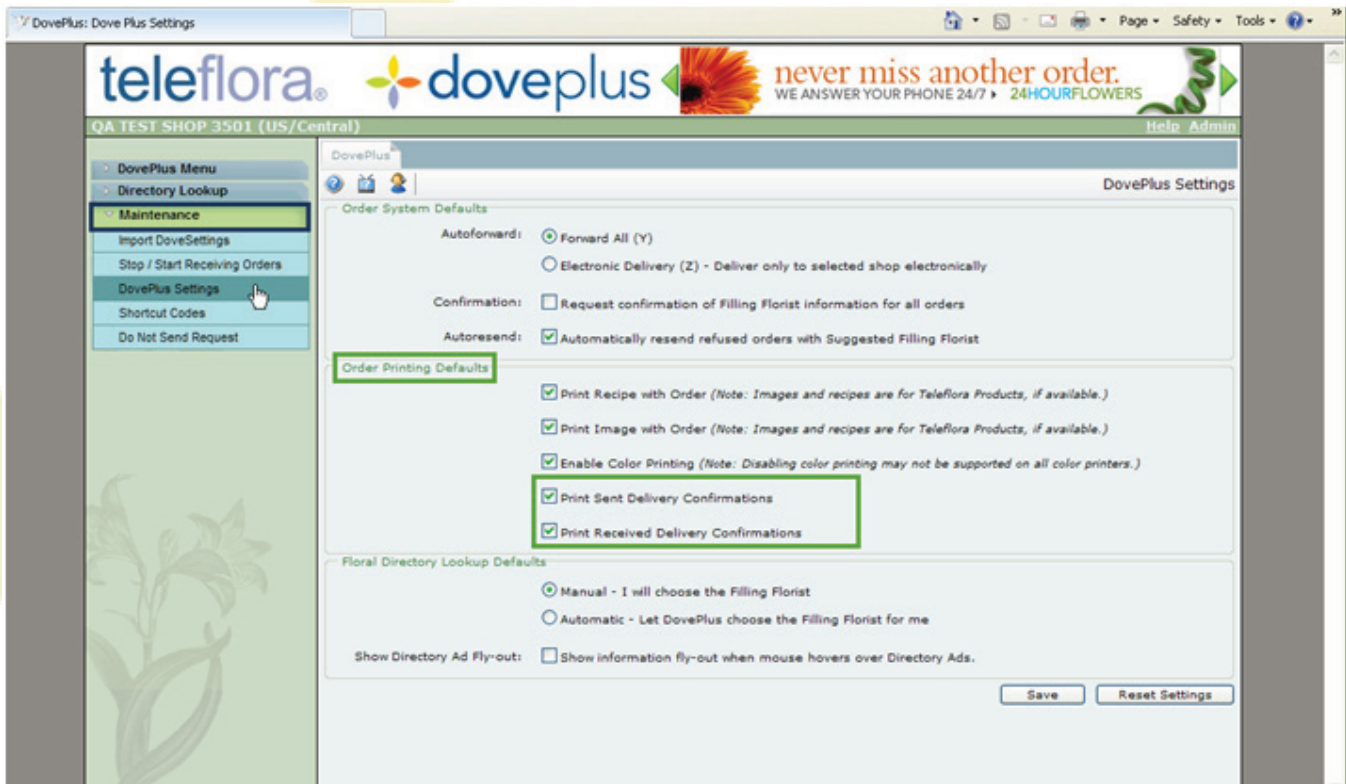 DovePlus: Dove Plus Settings
Page Safety Tools
»
teleflora® doveplus never miss another order.
WE ANSWER YOUR PHONE 24/7 24HOURFLOWERS
QA TEST SHOP 3501 (US/Central) Help Admin
DovePlus Menu
Directory Lookup
Maintenance
Import DoveSettings
Stop / Start Receiving Orders
DovePlus Settings
Shortcut Codes
Do Not Send Request
DovePlus
DovePlus Settings
Order System Defaults
Autoforward: Forward All (Y)
Electronic Delivery (Z) - Deliver only to selected shop electronically
Confirmation: Request confirmation of Filling Florist information for all orders
Autoresend: Automatically resend refused orders with Suggested Filling Florist
Order Printing Defaults
Print Recipe with Order (Note: Images and recipes are for Teleflora Products, if available.)
Print Image with Order (Note: Images and recipes are for Teleflora Products, if available.)
Enable Color Printing (Note: Disabling color printing may not be supported on all color printers.)
Print Sent Delivery Confirmations
Print Received Delivery Confirmations
Floral Directory Lookup Defaults
Manual - I will choose the Filling Florist
Automatic - Let DovePlus choose the Filling Florist for me
Show Directory Ad Fly-out: Show information fly-out when mouse hovers over Directory Ads.
Save Reset Settings